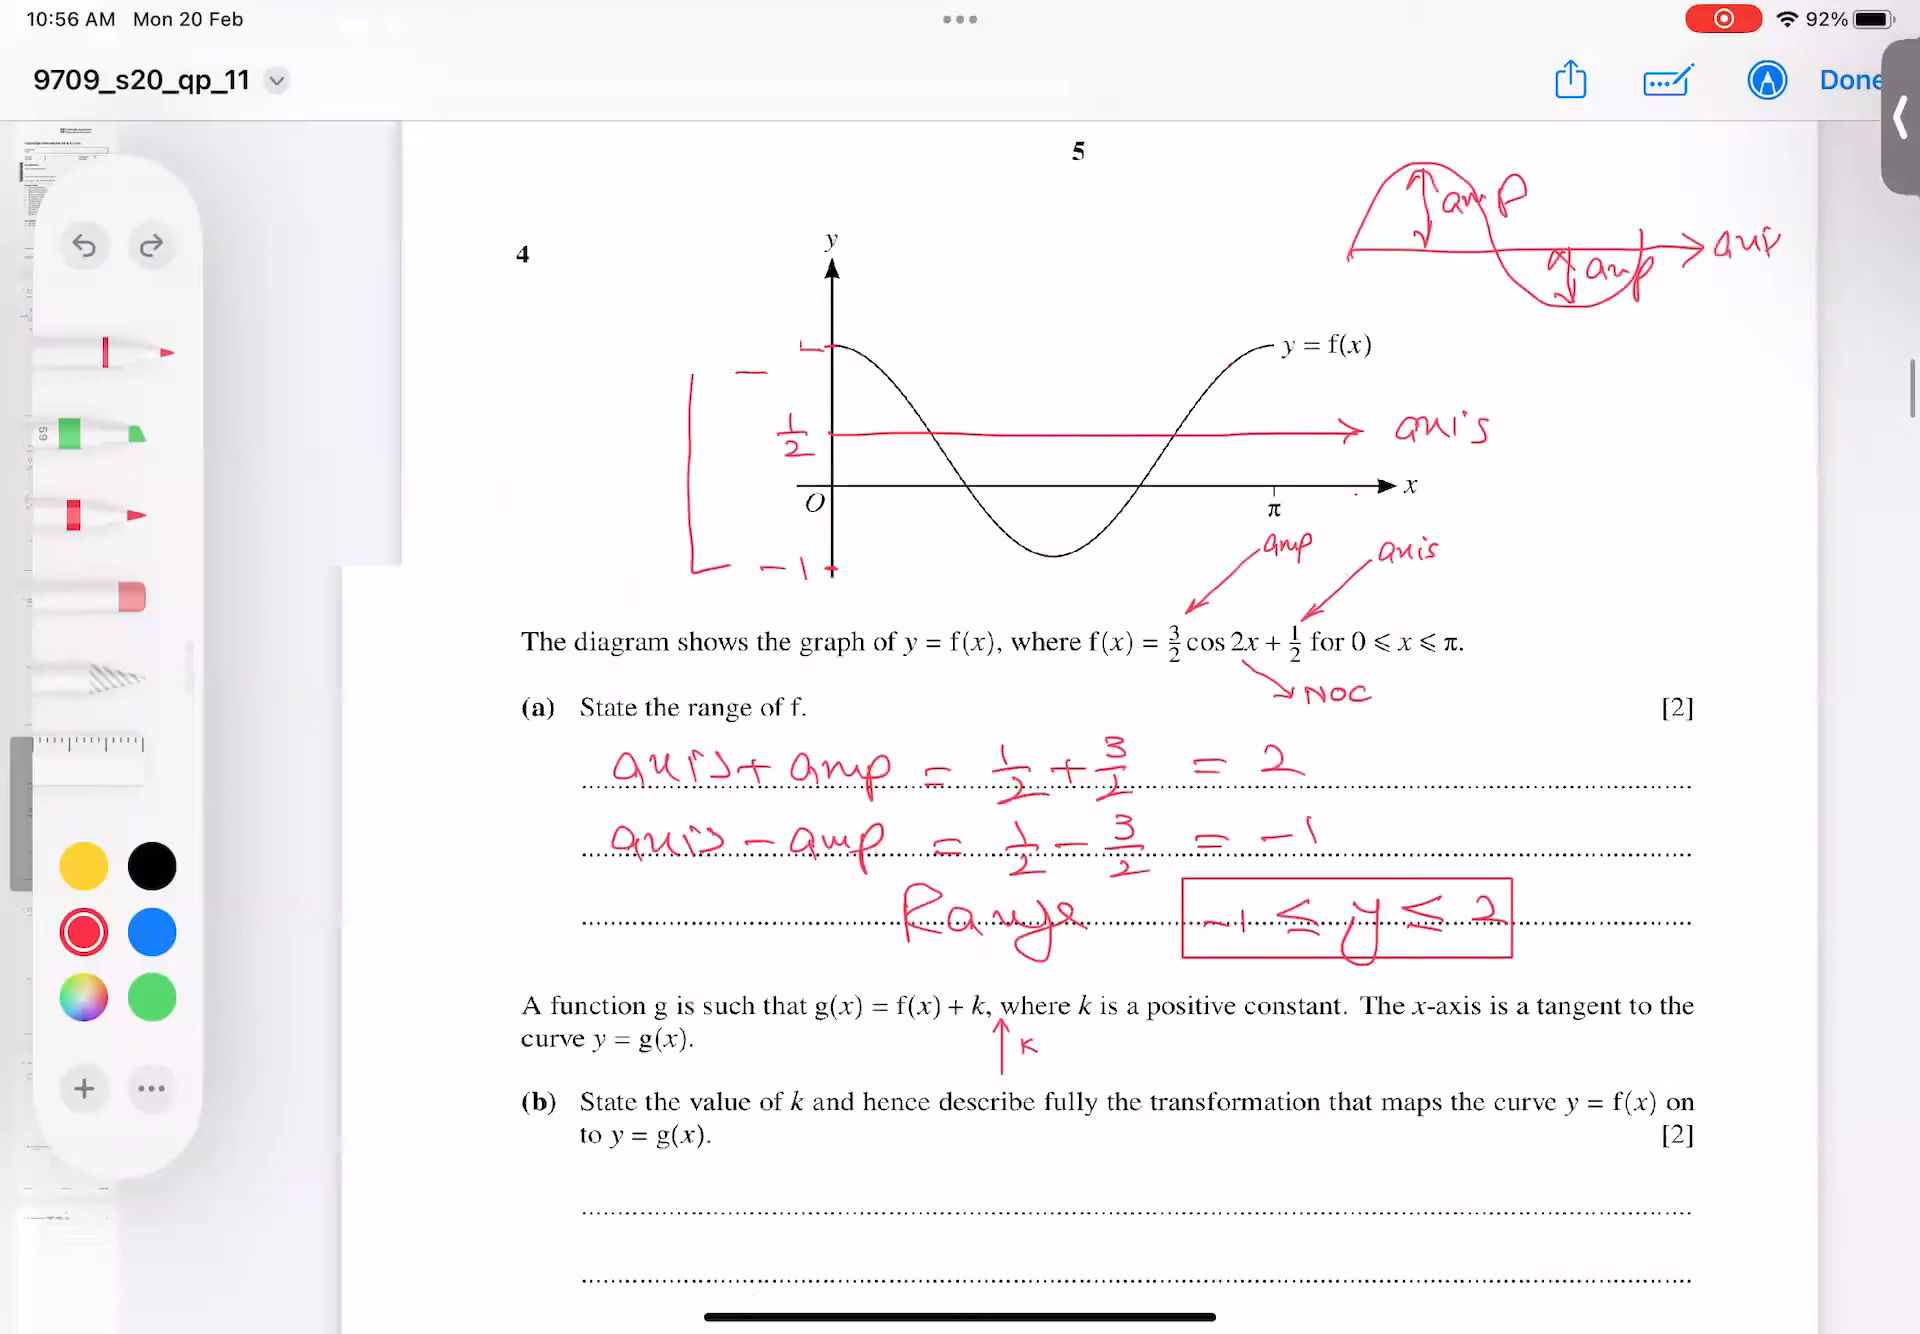 10:56 AM Mon 20 Feb
92%
9709_s20_qp_11
Done
5
amp
axis
amp
4
y
y = f(x)
1/2
axis
O
x
π
-1
amp
axis
The diagram shows the graph of y = f(x), where f(x) = 3/2 cos 2x + 1/2 for 0 ⩽ x ⩽ π.
NOC
(a) State the range of f. [2]
axis + amp = 1/2 + 3/2 = 2
axis - amp = 1/2 - 3/2 = -1
Range -1 ≤ y ≤ 2
A function g is such that g(x) = f(x) + k, where k is a positive constant. The x-axis is a tangent to the
curve y = g(x).
K
(b) State the value of k and hence describe fully the transformation that maps the curve y = f(x) on
to y = g(x). [2]
59